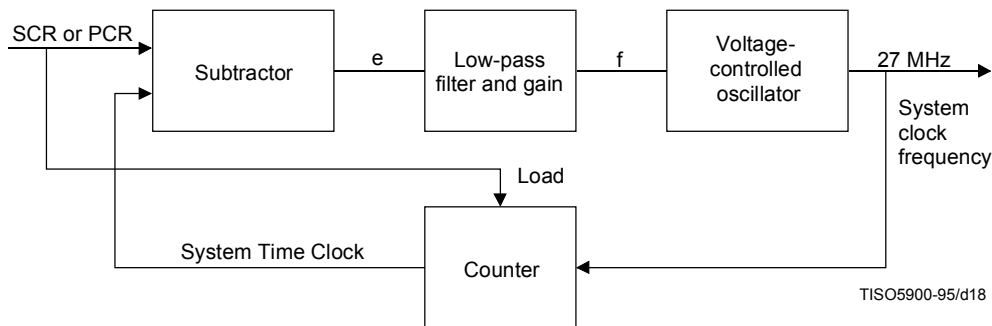 SCR or PCR
Subtractor
e
Low-pass
filter and gain
f
Voltage-
controlled
oscillator
27 MHz
System
clock
frequency
Load
System Time Clock
Counter
TISO5900-95/d18